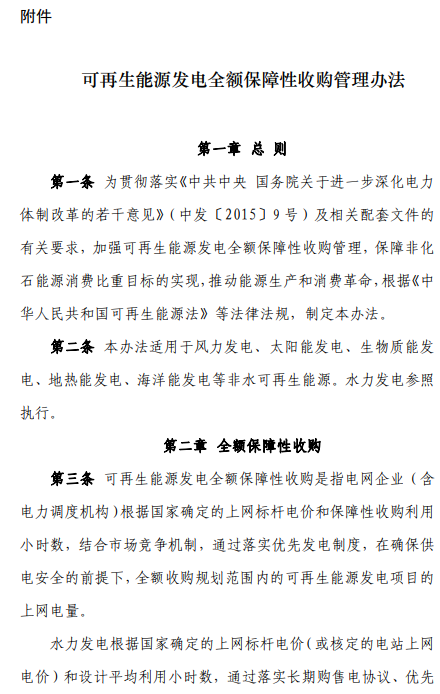 附件
可再生能源发电全额保障性收购管理办法
第一章 总 则
第一条 为贯彻落实《中共中央 国务院关于进一步深化电力
体制改革的若干意见》（中发〔2015〕9 号）及相关配套文件的
有关要求，加强可再生能源发电全额保障性收购管理，保障非化
石能源消费比重目标的实现，推动能源生产和消费革命，根据《中
华人民共和国可再生能源法》等法律法规，制定本办法。
第二条 本办法适用于风力发电、太阳能发电、生物质能发
电、地热能发电、海洋能发电等非水可再生能源。水力发电参照
执行。
第二章 全额保障性收购
第三条 可再生能源发电全额保障性收购是指电网企业（含
电力调度机构）根据国家确定的上网标杆电价和保障性收购利用
小时数，结合市场竞争机制，通过落实优先发电制度，在确保供
电安全的前提下，全额收购规划范围内的可再生能源发电项目的
上网电量。
水力发电根据国家确定的上网标杆电价（或核定的电站上网
电价）和设计平均利用小时数，通过落实长期购售电协议、优先